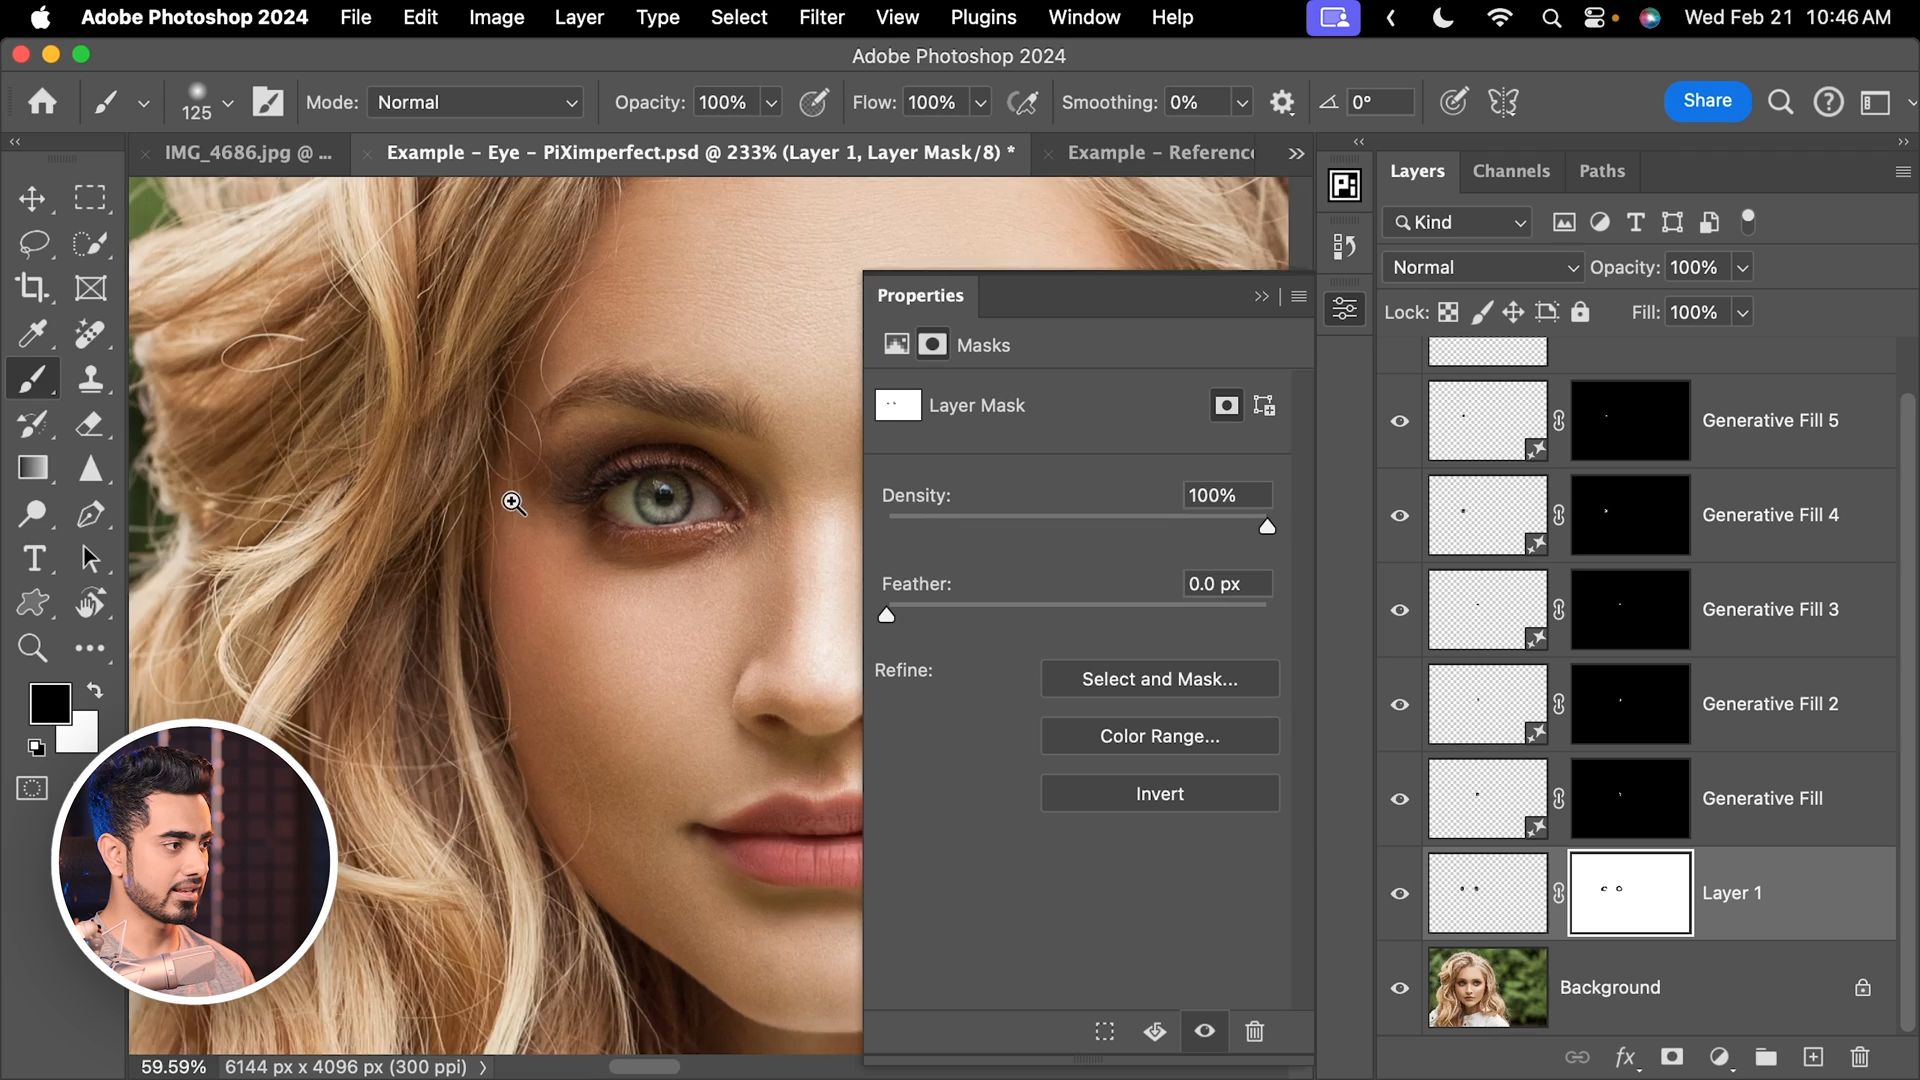 Adobe Photoshop 2024 File Edit Image Layer Type Select Filter View Plugins Window Help Wed Feb 21 10:46 AM
Adobe Photoshop 2024
125 Mode: Normal Opacity: 100% Flow: 100% Smoothing: 0% 0° Share
IMG_4686.jpg @ ... Example - Eye - PiXimperfect.psd @ 233% (Layer 1, Layer Mask/8) * Example - Reference
Pi
Layers Channels Paths
Kind
Normal Opacity: 100%
Lock: Fill: 100%
Properties
Masks
Layer Mask
Density: 100%
Feather: 0.0 px
Refine: Select and Mask...
Color Range...
Invert
Generative Fill 5
Generative Fill 4
Generative Fill 3
Generative Fill 2
Generative Fill
Layer 1
Background
fx
59.59% 6144 px x 4096 px (300 ppi)